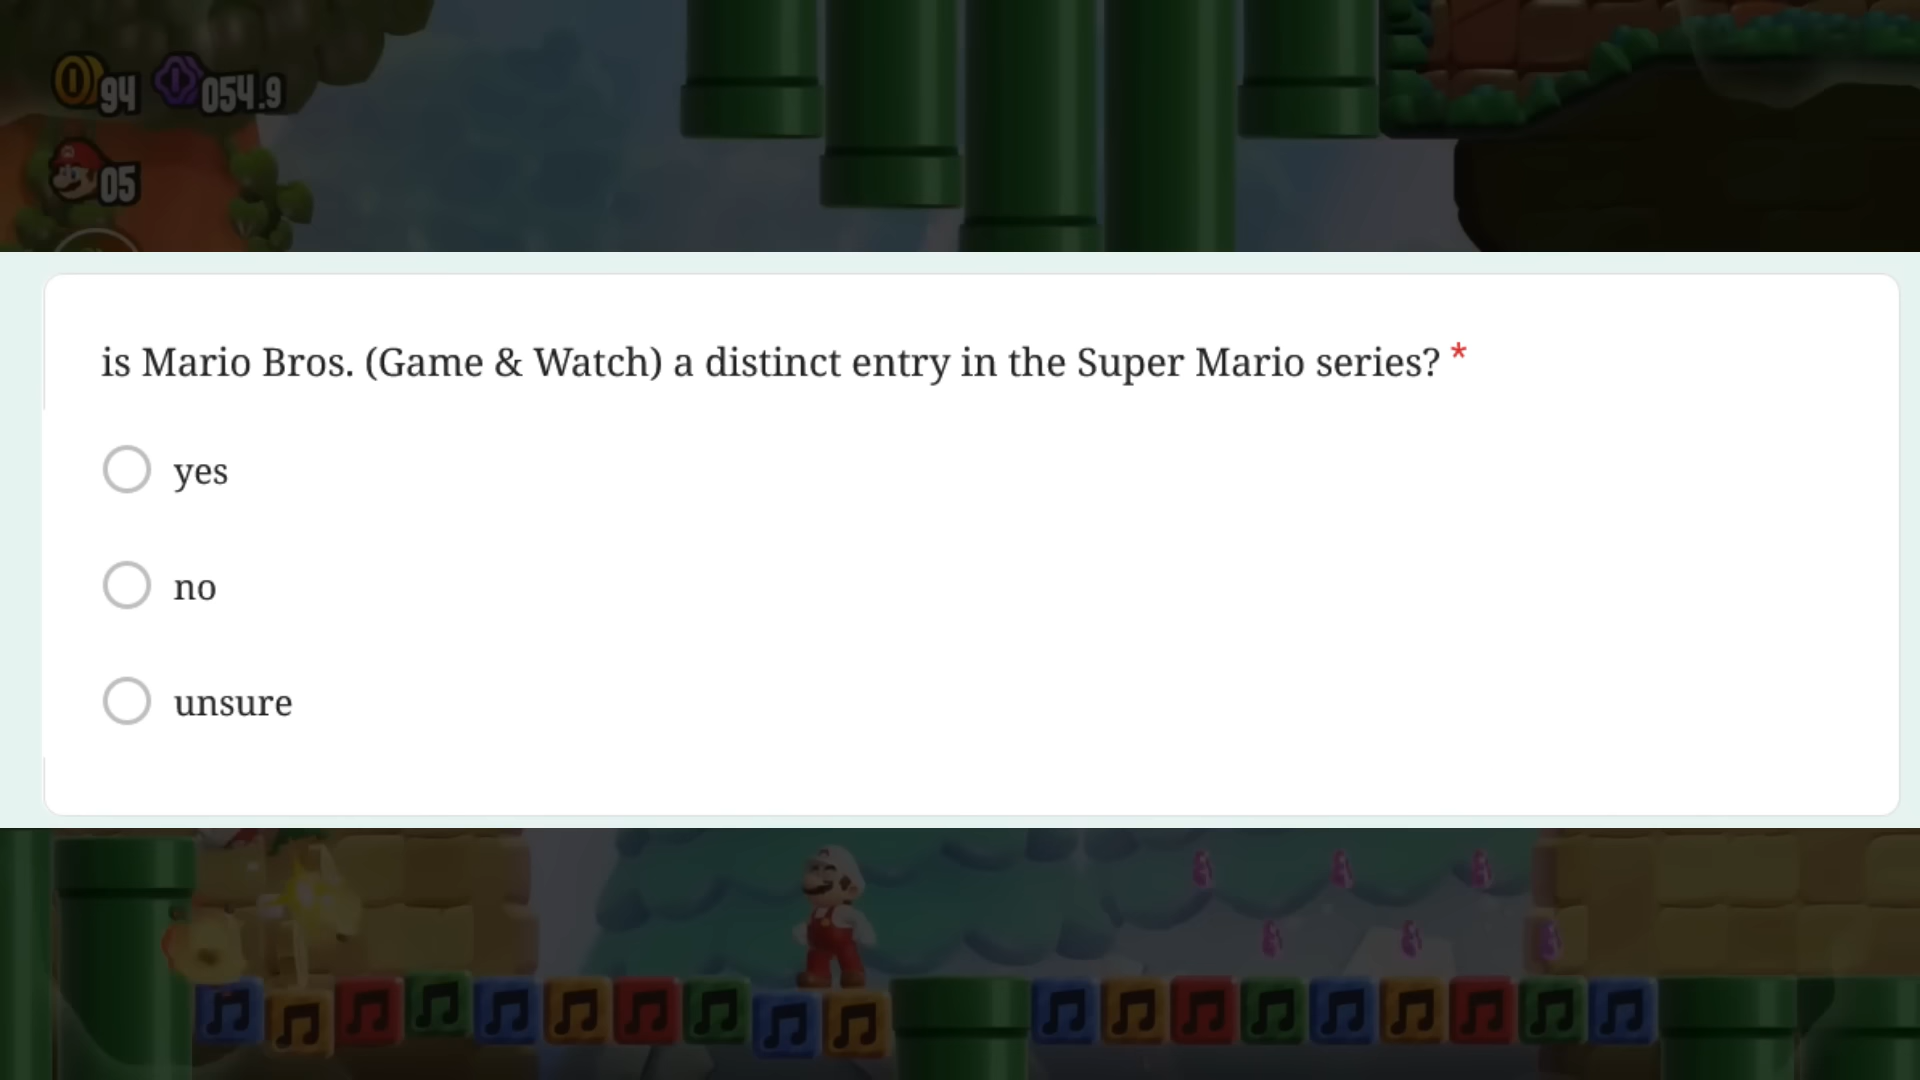 94 054.9
05
is Mario Bros. (Game & Watch) a distinct entry in the Super Mario series? *
yes
no
unsure